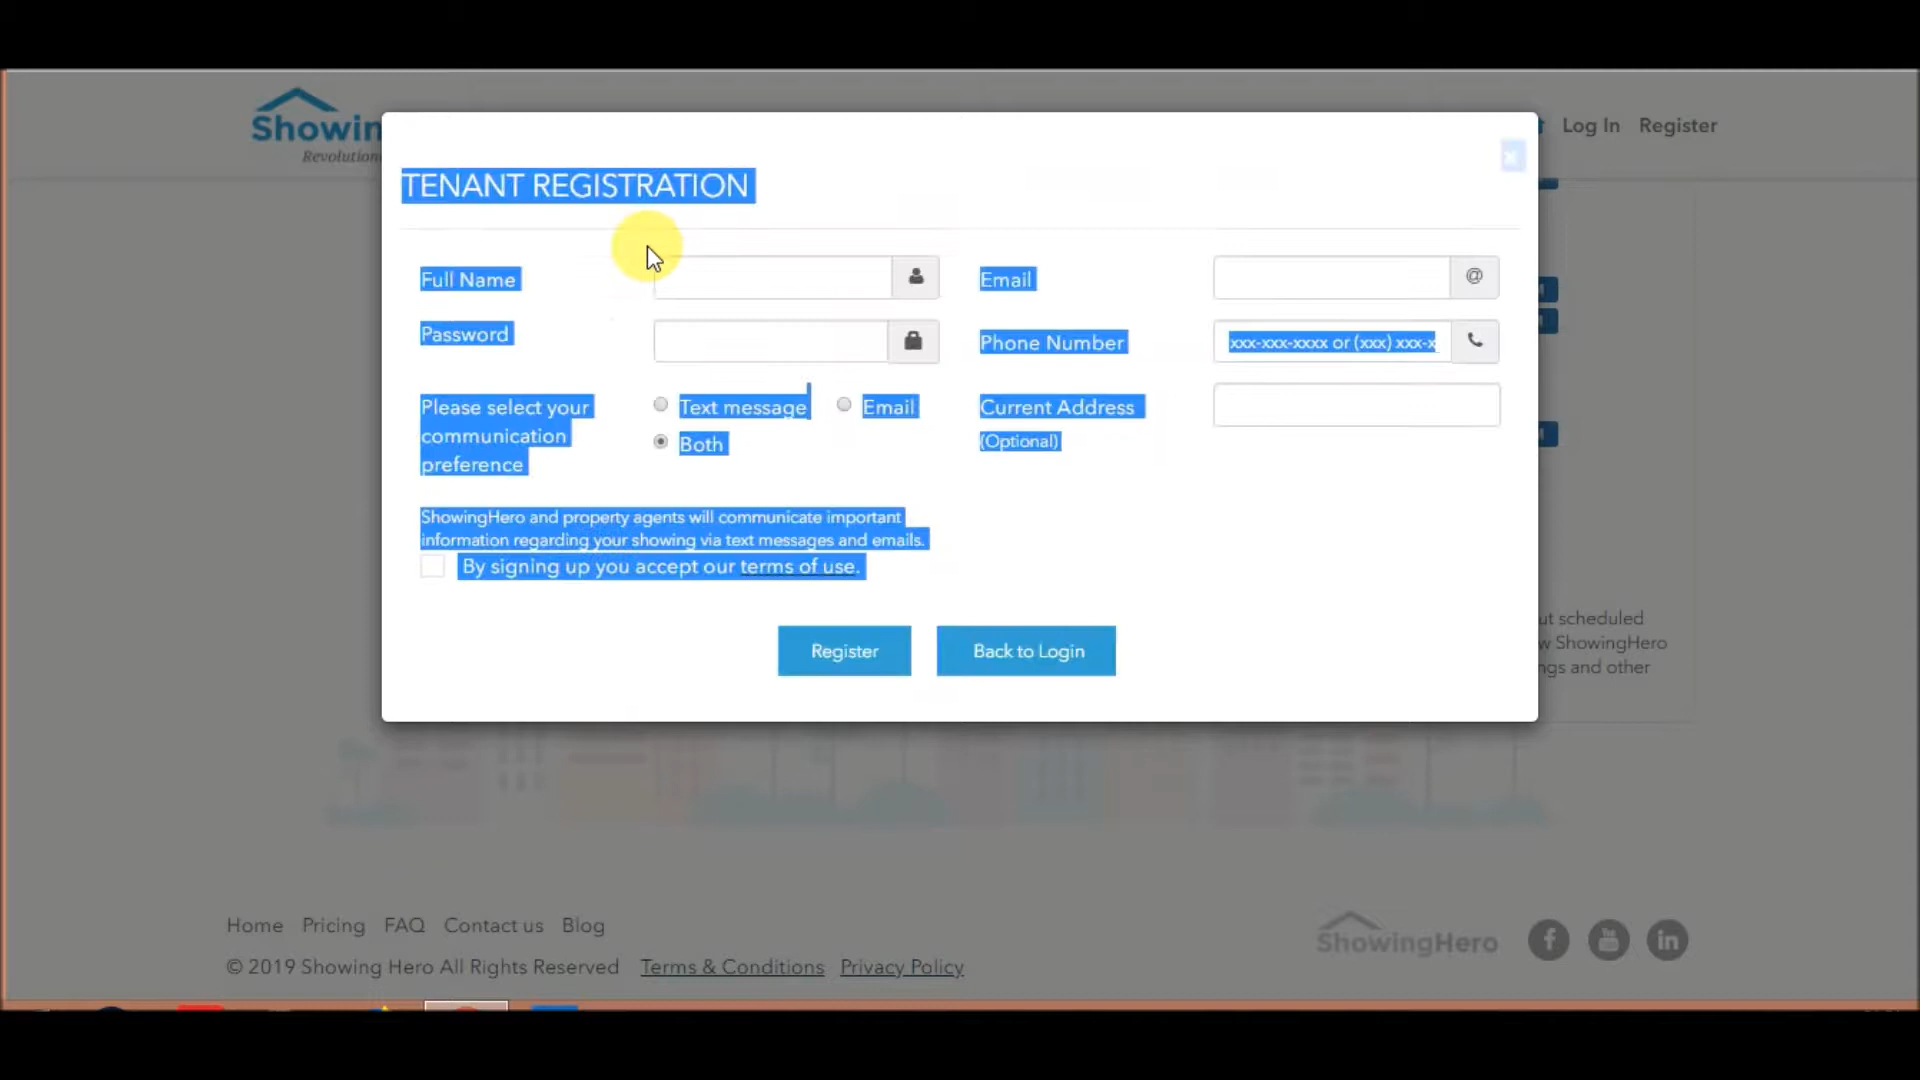 Showin
Revolution
Log In Register
x
TENANT REGISTRATION
Full Name
Email
@
Password
Phone Number
xxx-xxx-xxxx or (xxx) xxx-x
Please select your
communication
preference
Text message
Email
Both
Current Address
(Optional)
ShowingHero and property agents will communicate important
information regarding your showing via text messages and emails.
By signing up you accept our terms of use.
ut scheduled
w ShowingHero
ngs and other
Register
Back to Login
Home Pricing FAQ Contact us Blog
ShowingHero
f You in
© 2019 Showing Hero All Rights Reserved Terms & Conditions Privacy Policy